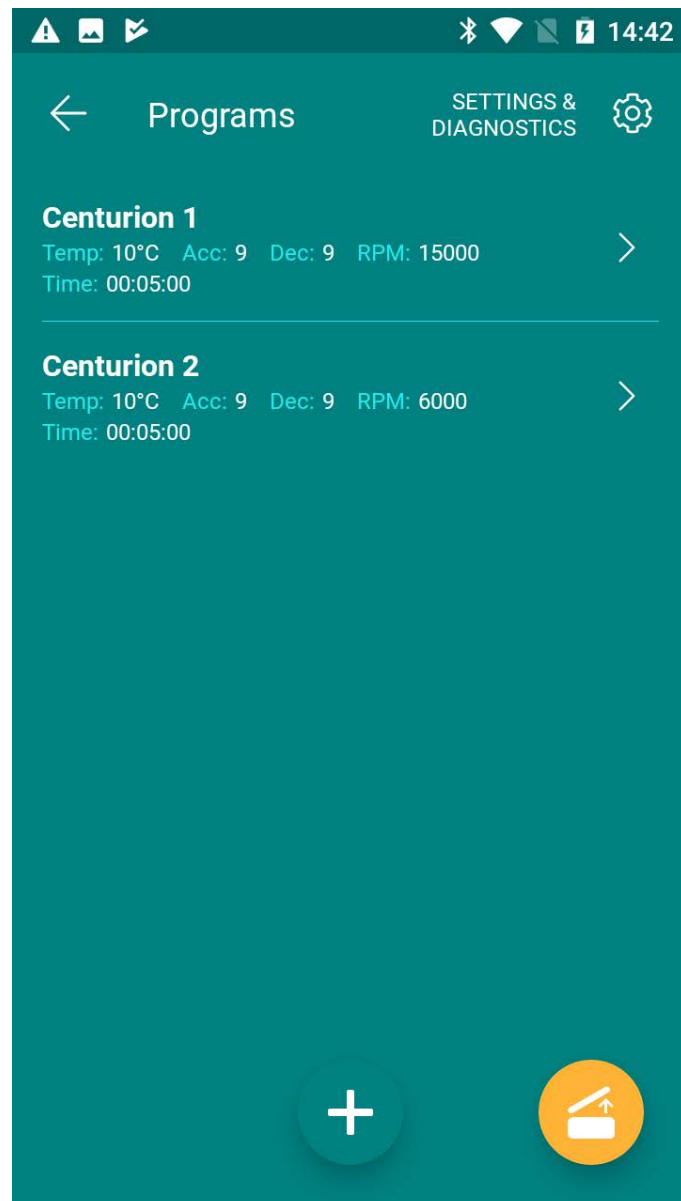 14:42
Programs
SETTINGS &
DIAGNOSTICS
Centurion 1
Temp: 10°C Acc: 9 Dec: 9 RPM: 15000
Time: 00:05:00
Centurion 2
Temp: 10°C Acc: 9 Dec: 9 RPM: 6000
Time: 00:05:00